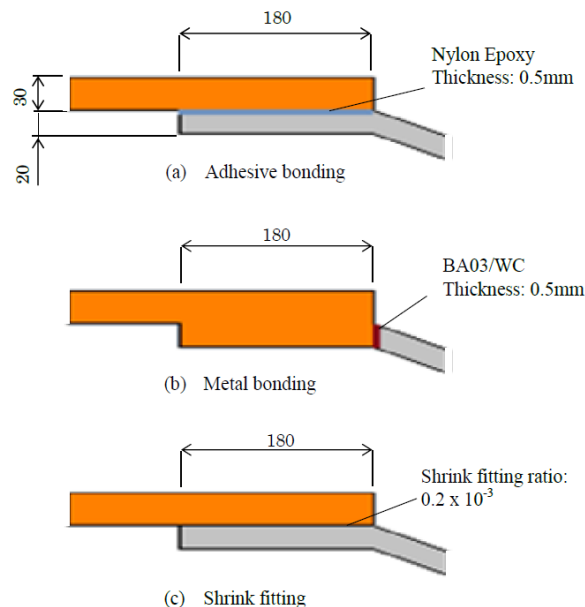 180
Nylon Epoxy
Thickness: 0.5mm
30
20
(a) Adhesive bonding
180
BA03/WC
Thickness: 0.5mm
(b) Metal bonding
180
Shrink fitting ratio:
0.2 x 10-3
(c) Shrink fitting